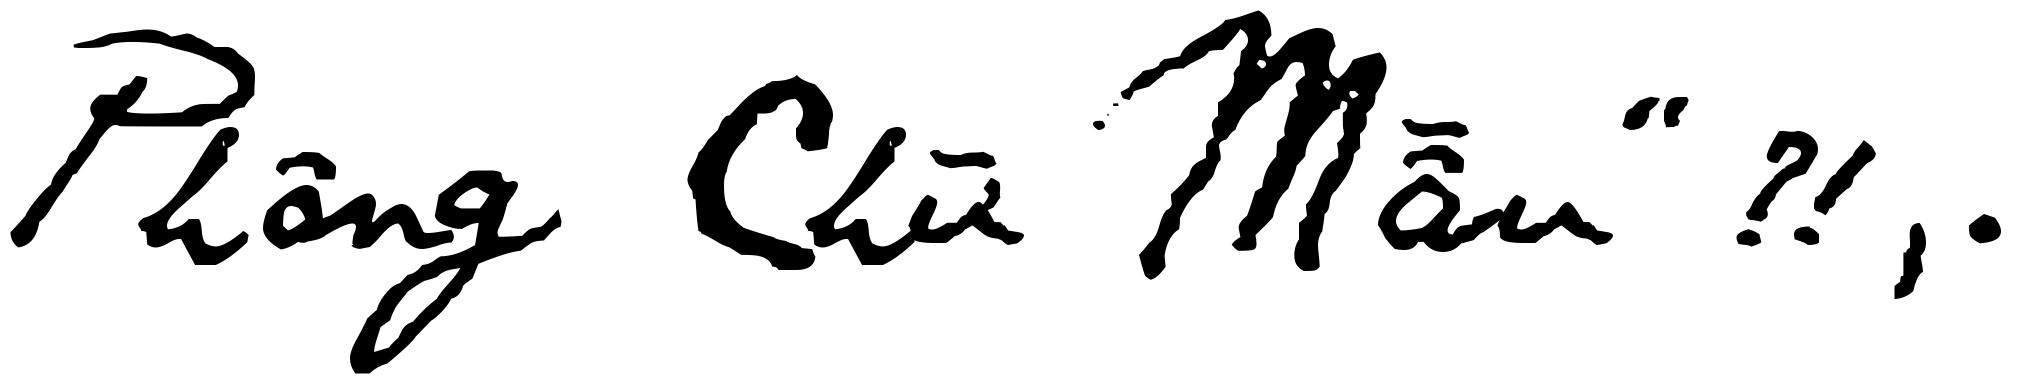 Phông Chữ Mẫu " ?! , .